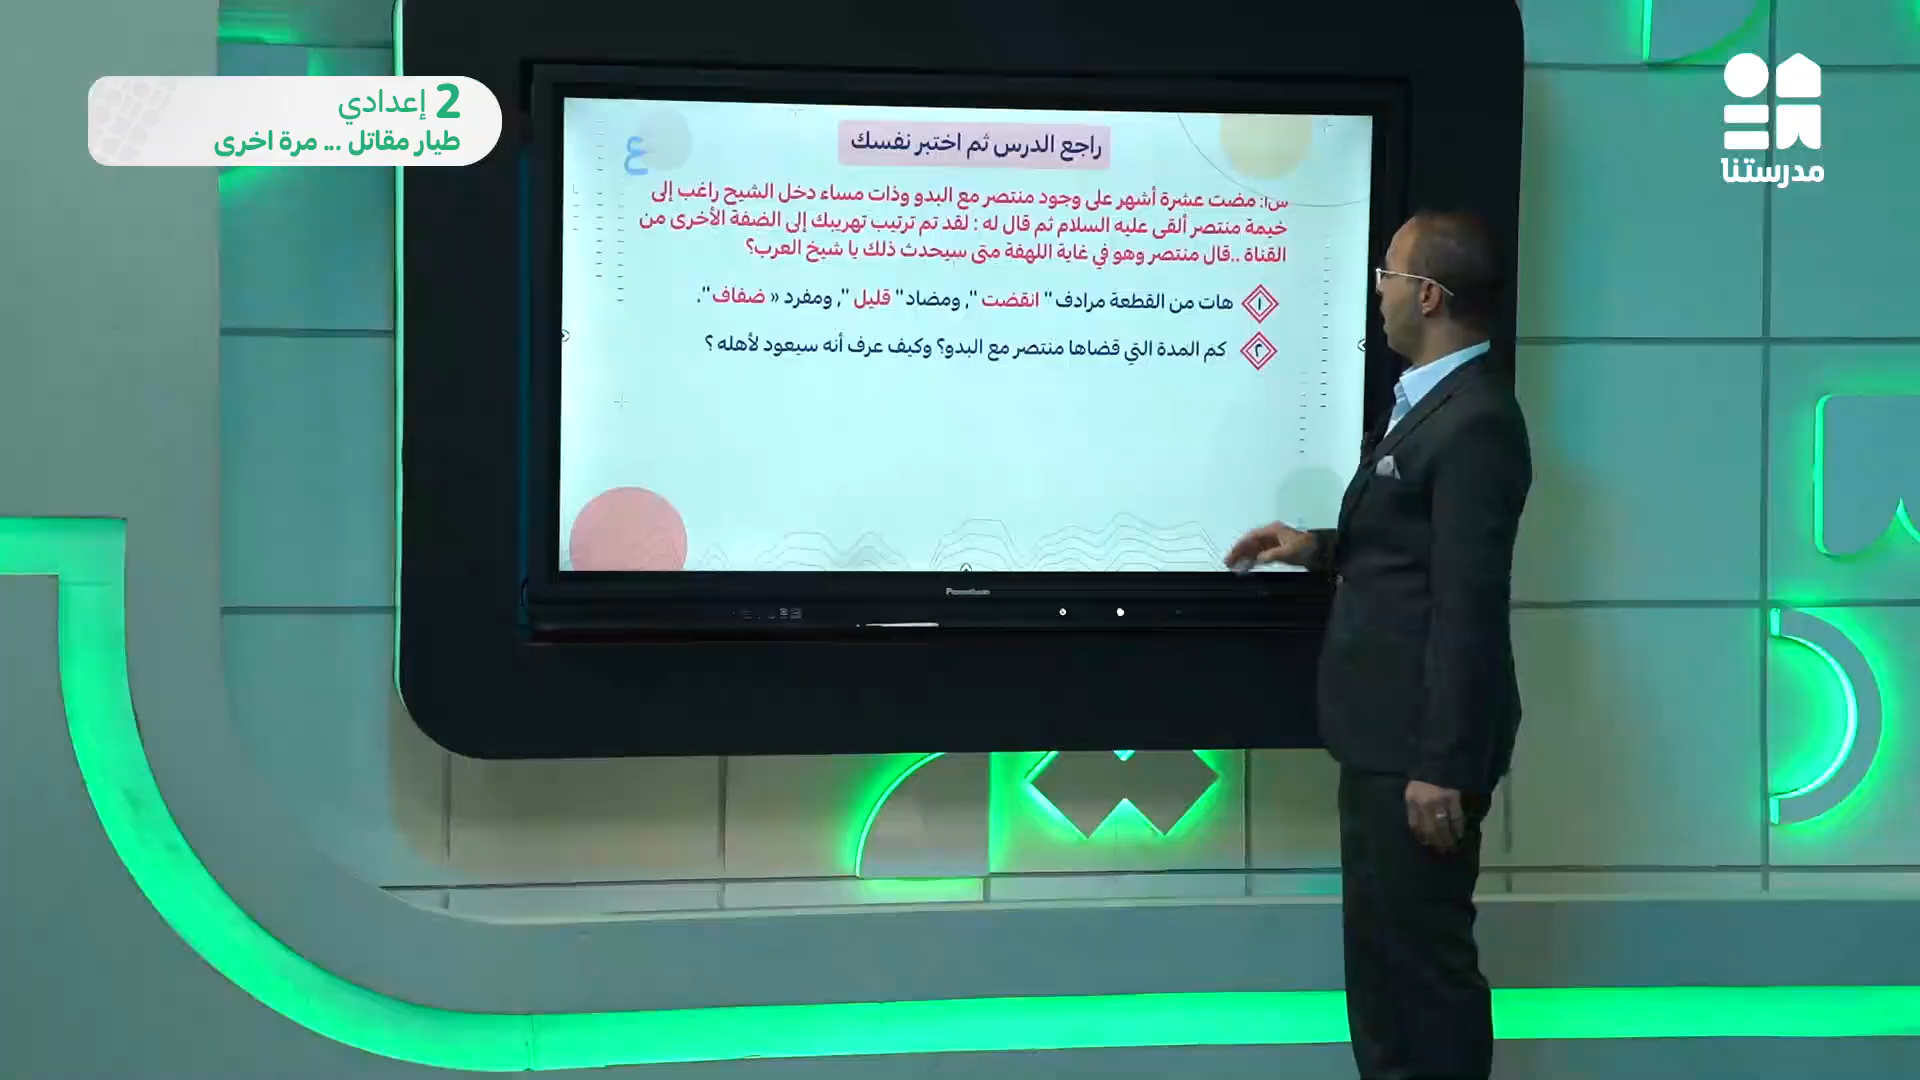 2 إعدادي
طيار مقاتل ... مرة اخرى
مدرستنا
ع
راجع الدرس ثم اختبر نفسك
س١: مضت عشرة أشهر على وجود منتصر مع البدو وذات مساء دخل الشيخ راغب إلى
خيمة منتصر ألقى عليه السلام ثم قال له : لقد تم ترتيب تهريبك إلى الضفة الأخرى من
القناة ..قال منتصر وهو في غاية اللهفة متى سيحدث ذلك يا شيخ العرب؟
١ هات من القطعة مرادف " انقضت ", ومضاد " قليل ", ومفرد « ضفاف".
٢ كم المدة التي قضاها منتصر مع البدو؟ وكيف عرف أنه سيعود لأهله ؟